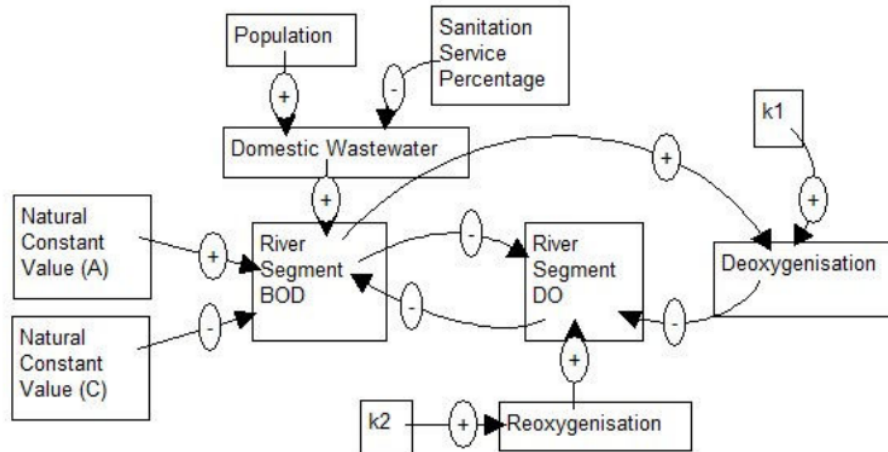 Population
Sanitation
Service
Percentage
+
-
k1
Domestic Wastewater
+
+
+
Natural
Constant
Value (A)
+
River
Segment
BOD
-
River
Segment
DO
Deoxygenisation
-
-
Natural
Constant
Value (C)
-
+
k2
+
Reoxygenisation